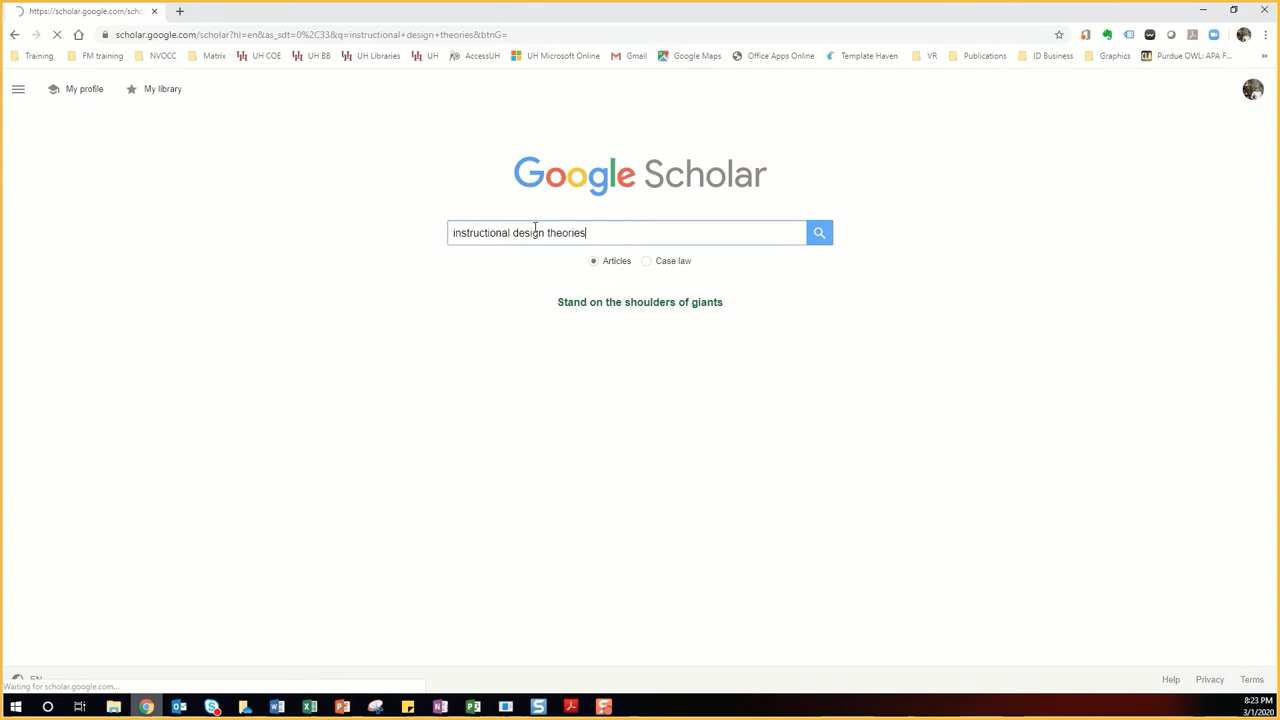 https://scholar.google.com/sch
scholar.google.com/scholar?hl=en&as_sdt=0%2C33&q=instructional+design+theories&btnG=
Training FM training NVOCC Matrix UH COE UH BB UH Libraries UH AccessUH UH Microsoft Online Gmail Google Maps Office Apps Online Template Haven VR Publications ID Business Graphics Purdue OWL: APA F... »
My profile My library
Google Scholar
instructional design theories
Articles Case law
Stand on the shoulders of giants
EN
Help Privacy Terms
Waiting for scholar.google.com...
8:23 PM
3/1/2020